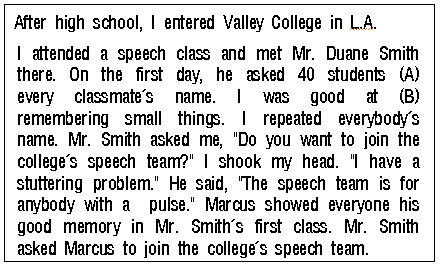 After high school, I entered Valley College in L.A.
I attended a speech class and met Mr. Duane Smith
there. On the first day, he asked 40 students (A)
every classmate´s name. I was good at (B)
remembering small things. I repeated everybody´s
name. Mr. Smith asked me, "Do you want to join the
college´s speech team?" I shook my head. "I have a
stuttering problem." He said, "The speech team is for
anybody with a pulse." Marcus showed everyone his
good memory in Mr. Smith´s first class. Mr. Smith
asked Marcus to join the college´s speech team.